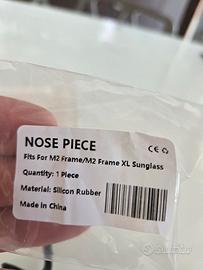 NOSE PIECE
CE
Fits For M2 Frame/M2 Frame XL Sunglass
Quantity: 1 Piece
Material: Silicon Rubber
Made in China
subito